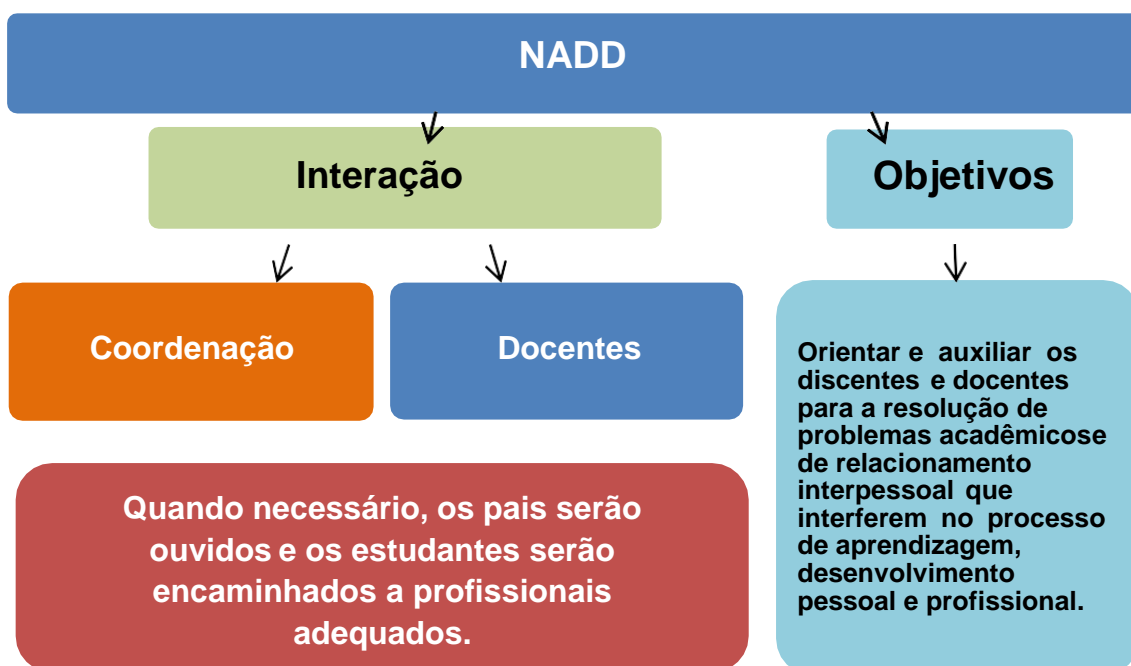 NADD
Interação
Objetivos
Coordenação
Docentes
Orientar e auxiliar os
discentes e docentes
para a resolução de
problemas acadêmicose
de relacionamento
interpessoal que
interferem no processo
de aprendizagem,
desenvolvimento
pessoal e profissional.
Quando necessário, os pais serão
ouvidos e os estudantes serão
encaminhados a profissionais
adequados.